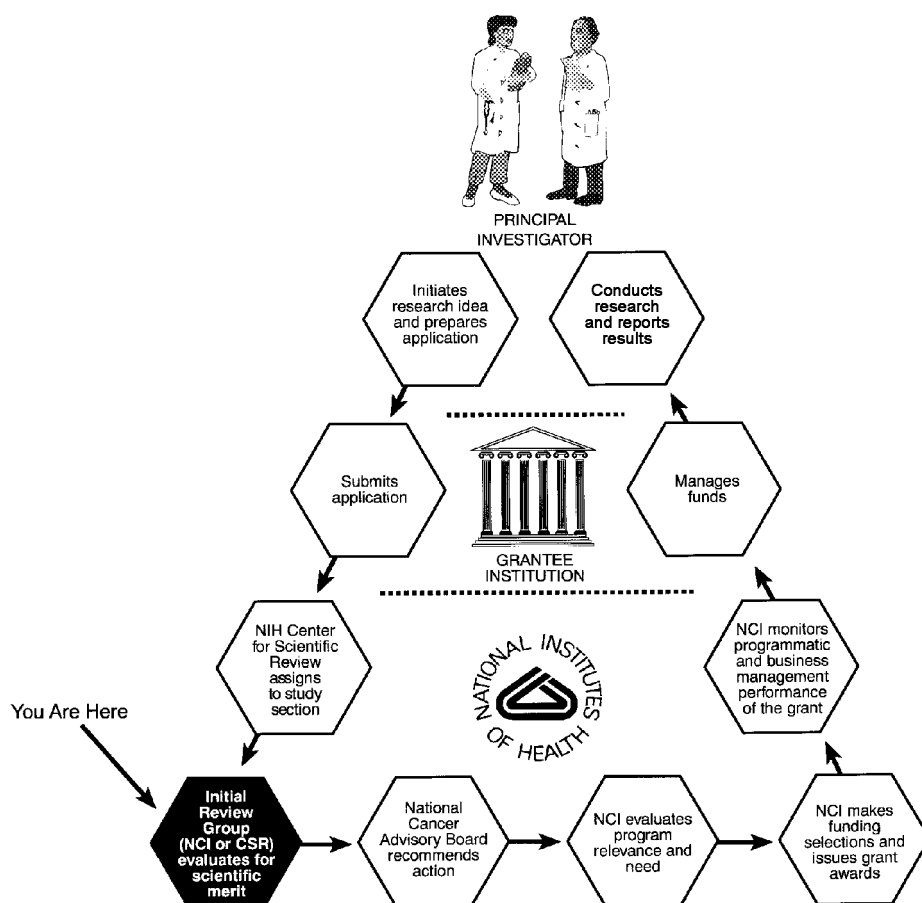 PRINCIPAL
INVESTIGATOR
Initiates
research idea
and prepares
application
Conducts
research
and reports
results
Submits
application
GRANTEE
INSTITUTION
Manages
funds
NIH Center
for Scientific
Review
assigns
to study
section
NATIONAL INSTITUTES
OF HEALTH
NCI monitors
programmatic
and business
management
performance
of the grant
You Are Here
Initial
Review
Group
(NCI or CSR)
evaluates for
scientific
merit
National
Cancer
Advisory Board
recommends
action
NCI evaluates
program
relevance and
need
NCI makes
funding
selections and
issues grant
awards